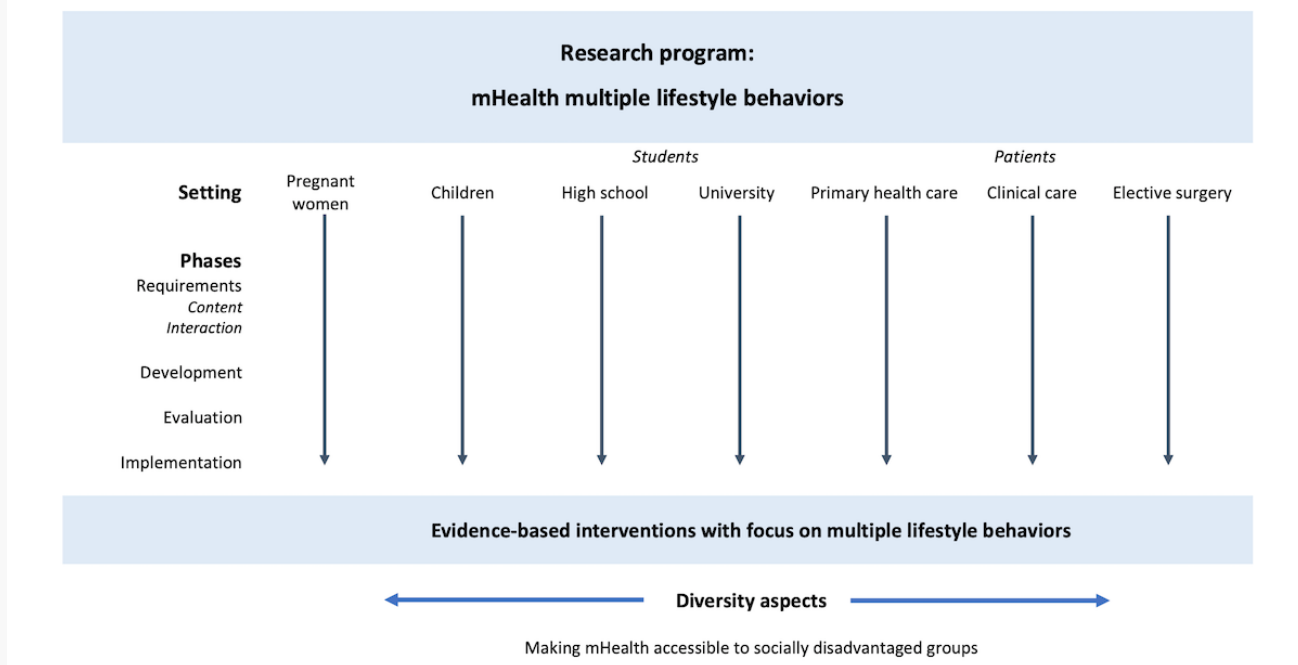 Research program:
mHealth multiple lifestyle behaviors
Students
Patients
Setting
Pregnant
women
Children
High school
University
Primary health care
Clinical care
Elective surgery
Phases
Requirements
Content
Interaction
Development
Evaluation
Implementation
Evidence-based interventions with focus on multiple lifestyle behaviors
Diversity aspects
Making mHealth accessible to socially disadvantaged groups